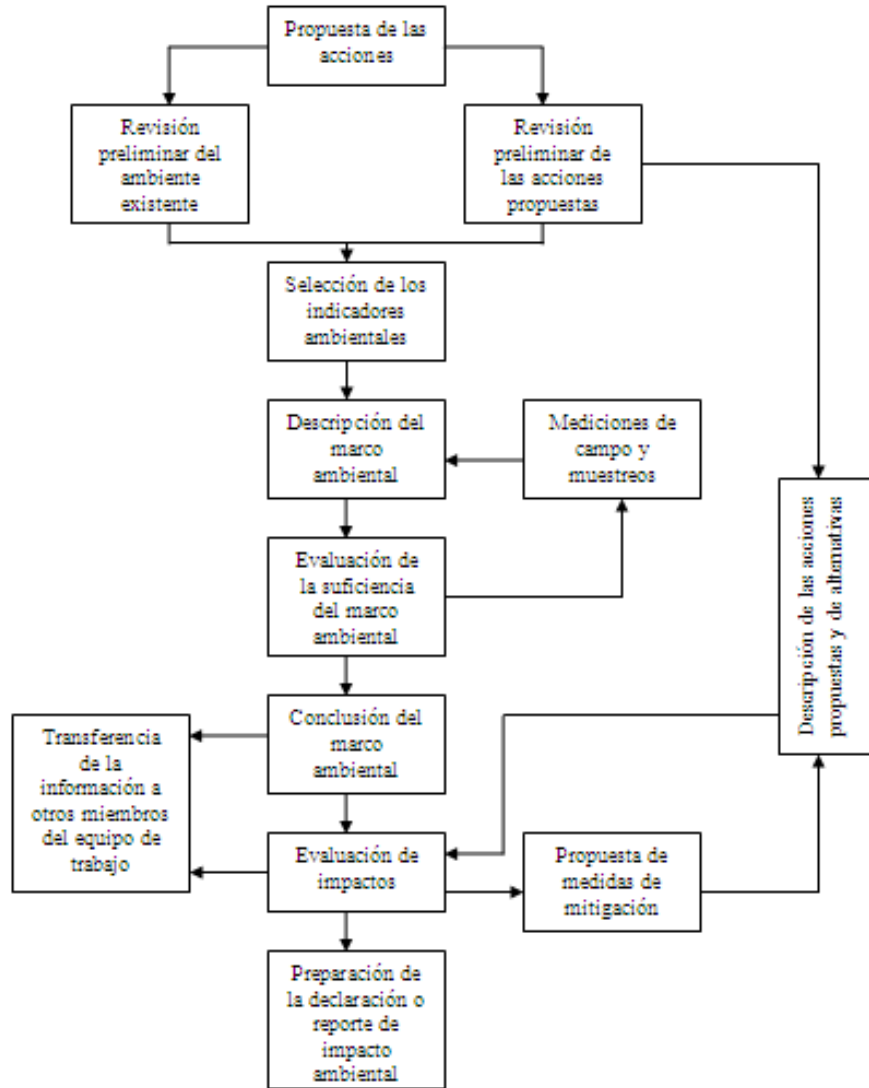 Propuesta de las
acciones
Revisión
preliminar del
ambiente
existente
Revisión
preliminar de
las acciones
propuestas
Selección de los
indicadores
ambientales
Descripción del
marco
ambiental
Mediciones de
campo y
muestreos
Evaluación de
la suficiencia
del marco
ambiental
Descripción de las acciones
propuestas y de alternativas
Conclusión del
marco
ambiental
Transferencia
de la
información a
otros miembros
del equipo de
trabajo
Evaluación de
impactos
Propuesta de
medidas de
mitigación
Preparación de
la declaración o
reporte de
impacto
ambiental